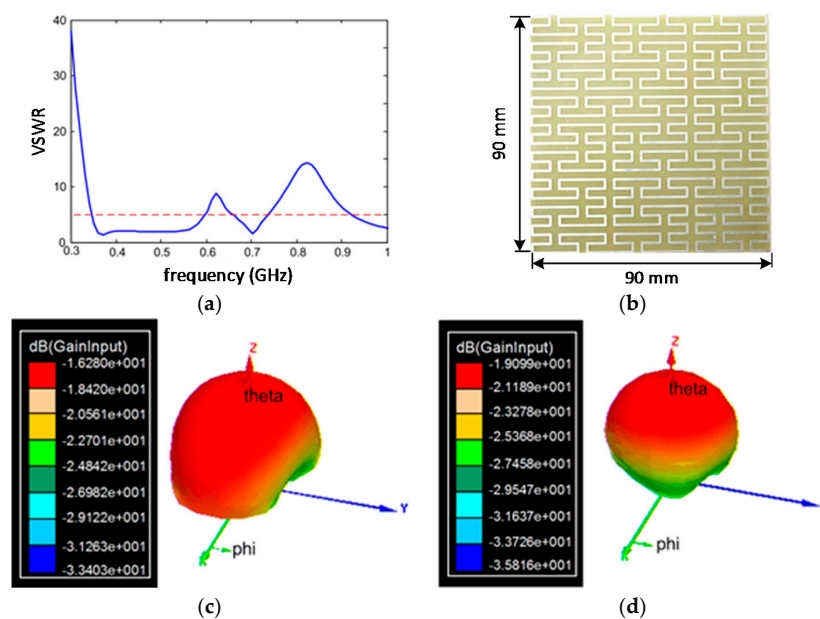 40
30
20
10
0
VSWR
0.3
0.4
0.5
0.6
0.7
0.8
0.9
1
frequency (GHz)
(a)
90 mm
90 mm
(b)
dB(GainInput)
-1.6280e+001
-1.8420e+001
-2.0561e+001
-2.2701e+001
-2.4842e+001
-2.6982e+001
-2.9122e+001
-3.1263e+001
-3.3403e+001
Z
theta
Y
phi
X
(c)
dB(GainInput)
-1.9099e+001
-2.1189e+001
-2.3278e+001
-2.5368e+001
-2.7458e+001
-2.9547e+001
-3.1637e+001
-3.3726e+001
-3.5816e+001
Z
theta
phi
X
(d)